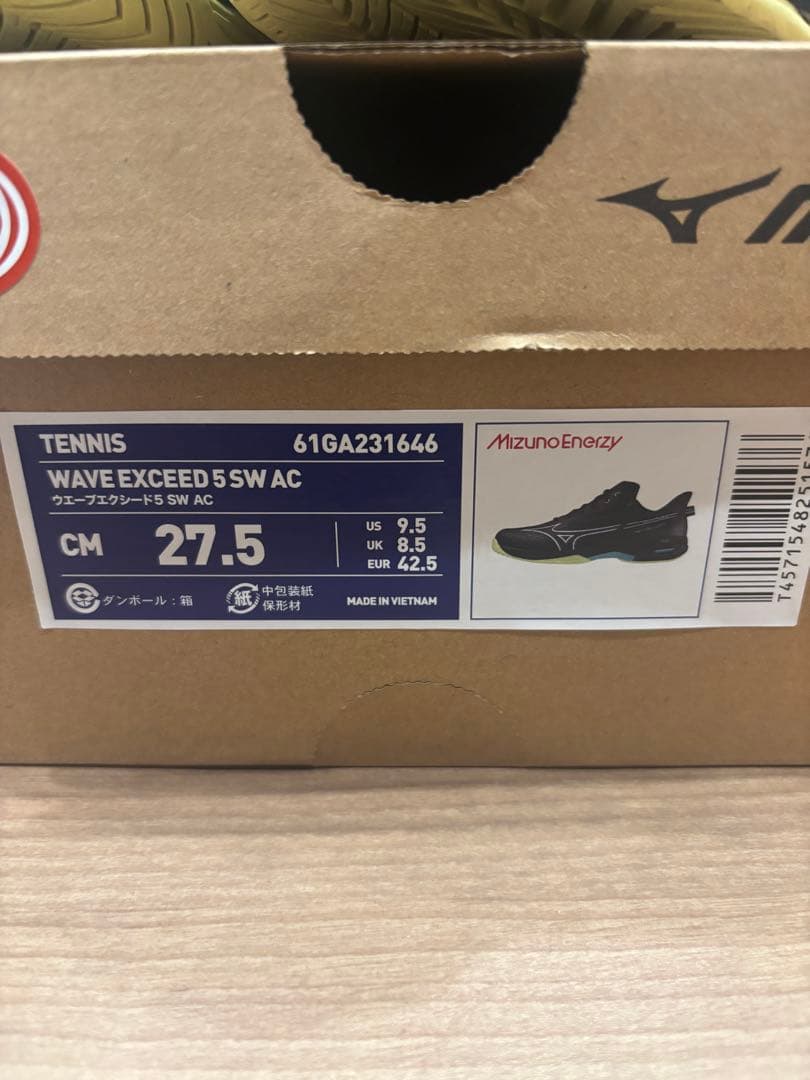 TENNIS 61GA231646
WAVE EXCEED 5 SW AC
ウエーブエクシード5 SW AC
CM 27.5
US 9.5
UK 8.5
EUR 42.5
ダンボール：箱
紙 中包装紙
保形材
MADE IN VIETNAM
MizunoEnerzy